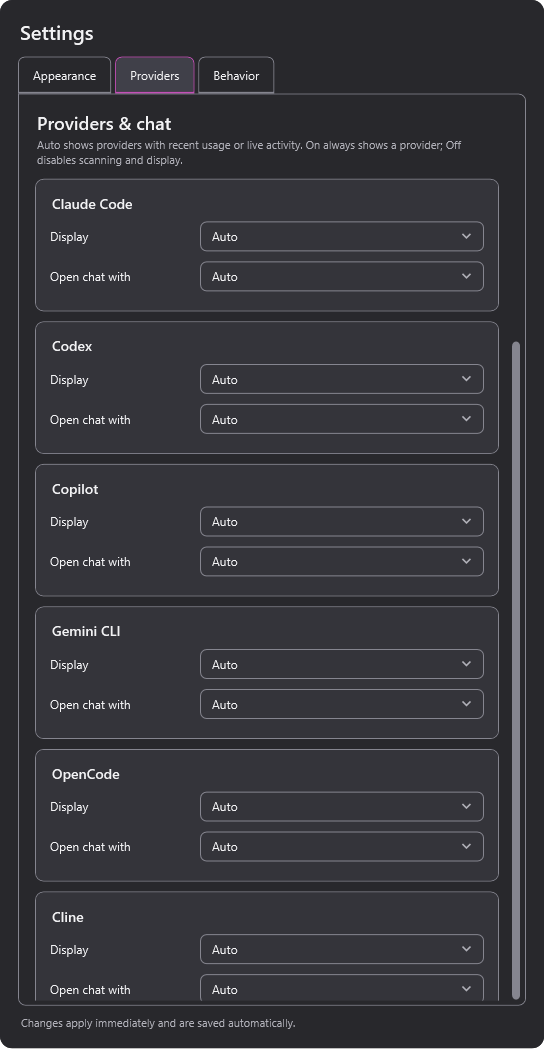 Settings
Appearance
Providers
Behavior
Providers & chat
Auto shows providers with recent usage or live activity. On always shows a provider; Off
disables scanning and display.
Claude Code
Display
Auto
Open chat with
Auto
Codex
Display
Auto
Open chat with
Auto
Copilot
Display
Auto
Open chat with
Auto
Gemini CLI
Display
Auto
Open chat with
Auto
OpenCode
Display
Auto
Open chat with
Auto
Cline
Display
Auto
Open chat with
Auto
Changes apply immediately and are saved automatically.